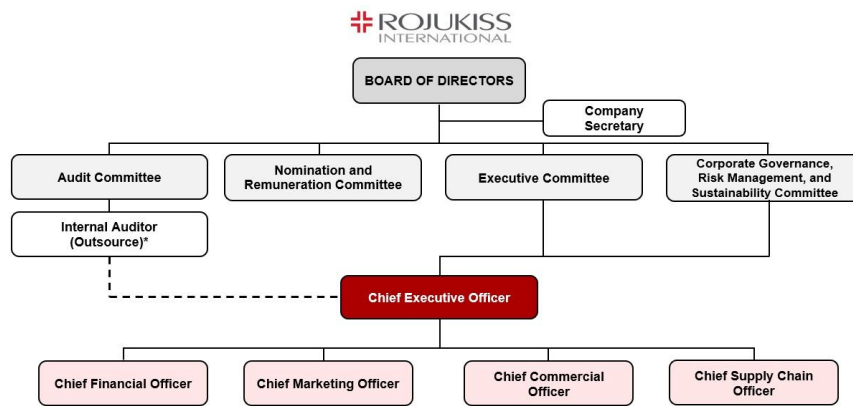 ROJUKISS
INTERNATIONAL
BOARD OF DIRECTORS
Company
Secretary
Audit Committee
Nomination and
Remuneration Committee
Executive Committee
Corporate Governance,
Risk Management, and
Sustainability Committee
Internal Auditor
(Outsource)*
Chief Executive Officer
Chief Financial Officer
Chief Marketing Officer
Chief Commercial
Officer
Chief Supply Chain
Officer